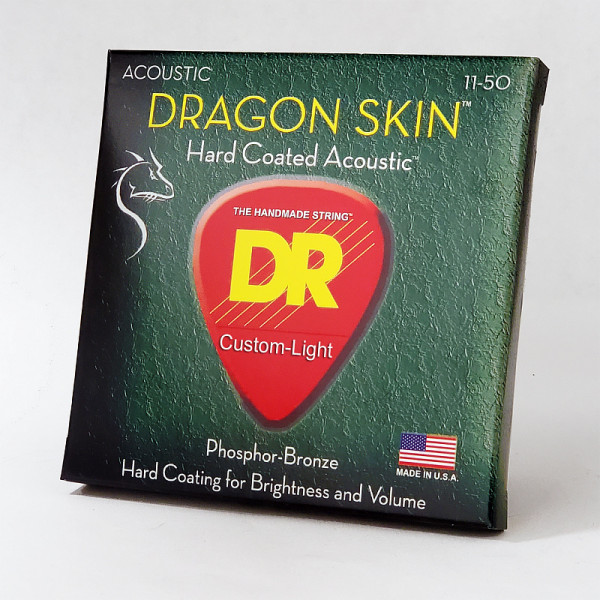 ACOUSTIC 11-50
DRAGON SKIN™
Hard Coated Acoustic™
THE HANDMADE STRING™
DR
Custom-Light
Phosphor-Bronze
MADE IN U.S.A.
Hard Coating for Brightness and Volume